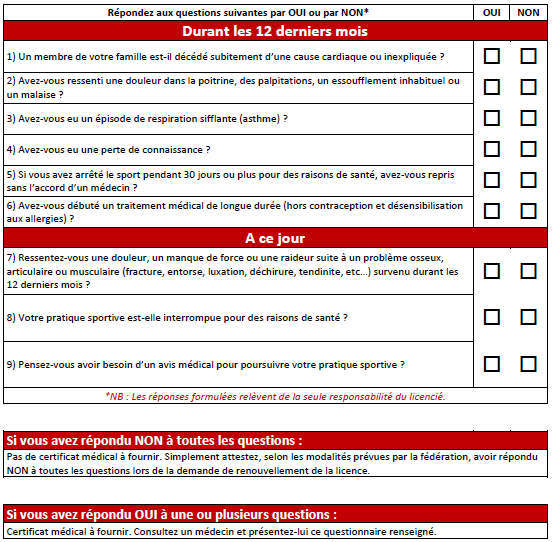 Répondez aux questions suivantes par OUI ou par NON* OUI NON
Durant les 12 derniers mois
1) Un membre de votre famille est-il décédé subitement d’une cause cardiaque ou inexpliquée ?
2) Avez-vous ressenti une douleur dans la poitrine, des palpitations, un essoufflement inhabituel ou
un malaise ?
3) Avez-vous eu un épisode de respiration sifflante (asthme) ?
4) Avez-vous eu une perte de connaissance ?
5) Si vous avez arrêté le sport pendant 30 jours ou plus pour des raisons de santé, avez-vous repris
sans l’accord d’un médecin ?
6) Avez-vous débuté un traitement médical de longue durée (hors contraception et désensibilisation
aux allergies) ?
A ce jour
7) Ressentez-vous une douleur, un manque de force ou une raideur suite à un problème osseux,
articulaire ou musculaire (fracture, entorse, luxation, déchirure, tendinite, etc...) survenu durant les
12 derniers mois ?
8) Votre pratique sportive est-elle interrompue pour des raisons de santé ?
9) Pensez-vous avoir besoin d’un avis médical pour poursuivre votre pratique sportive ?
*NB : Les réponses formulées relèvent de la seule responsabilité du licencié.
Si vous avez répondu NON à toutes les questions :
Pas de certificat médical à fournir. Simplement attestez, selon les modalités prévues par la fédération, avoir répondu
NON à toutes les questions lors de la demande de renouvellement de la licence.
Si vous avez répondu OUI à une ou plusieurs questions :
Certificat médical à fournir. Consultez un médecin et présentez-lui ce questionnaire renseigné.